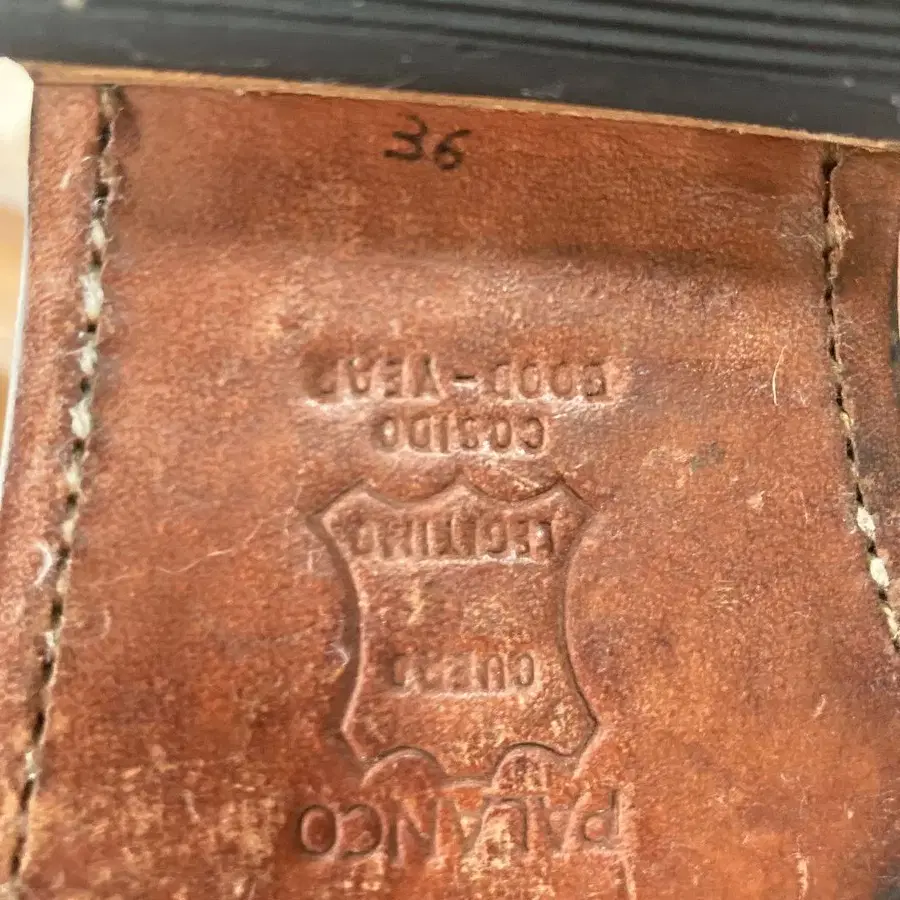 PALANCO
CUERO
LEGITIMO
COSIDO
GOOD-YEAR
36